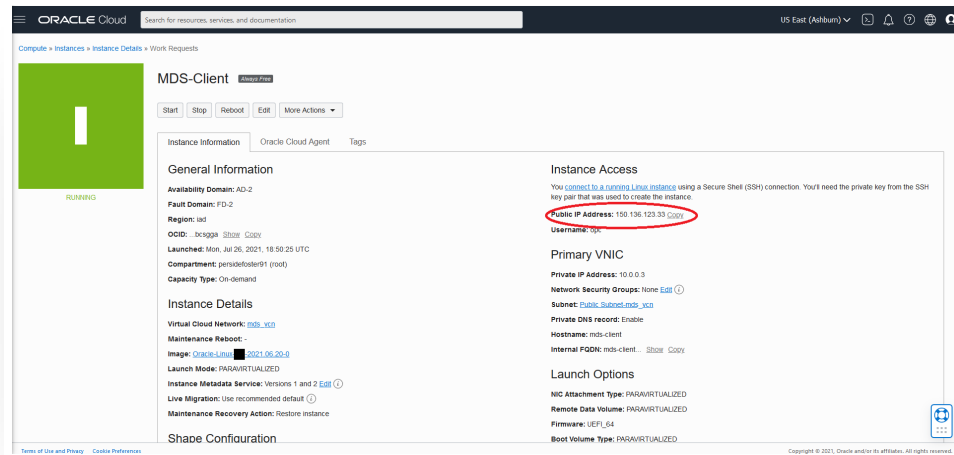 ORACLE Cloud
Search for resources, services, and documentation
US East (Ashburn)
Compute » Instances » Instance Details » Work Requests
MDS-Client Always Free
Start Stop Reboot Edit More Actions
RUNNING
Instance Information Oracle Cloud Agent Tags
General Information
Availability Domain: AD-2
Fault Domain: FD-2
Region: iad
OCID: ...bcsgga Show Copy
Launched: Mon, Jul 26, 2021, 18:50:25 UTC
Compartment: persidefoster91 (root)
Capacity Type: On-demand
Instance Details
Virtual Cloud Network: mds_vcn
Maintenance Reboot: -
Image: Oracle-Linux- -2021.06.20-0
Launch Mode: PARAVIRTUALIZED
Instance Metadata Service: Versions 1 and 2 Edit i
Live Migration: Use recommended default i
Maintenance Recovery Action: Restore instance
Shape Configuration
Instance Access
You connect to a running Linux instance using a Secure Shell (SSH) connection. You'll need the private key from the SSH
key pair that was used to create the instance.
Public IP Address: 150.136.123.33 Copy
Username: opc
Primary VNIC
Private IP Address: 10.0.0.3
Network Security Groups: None Edit i
Subnet: Public Subnet-mds_vcn
Private DNS record: Enable
Hostname: mds-client
Internal FQDN: mds-client... Show Copy
Launch Options
NIC Attachment Type: PARAVIRTUALIZED
Remote Data Volume: PARAVIRTUALIZED
Firmware: UEFI_64
Boot Volume Type: PARAVIRTUALIZED
Terms of Use and Privacy Cookie Preferences
Copyright © 2021, Oracle and/or its affiliates. All rights reserved.